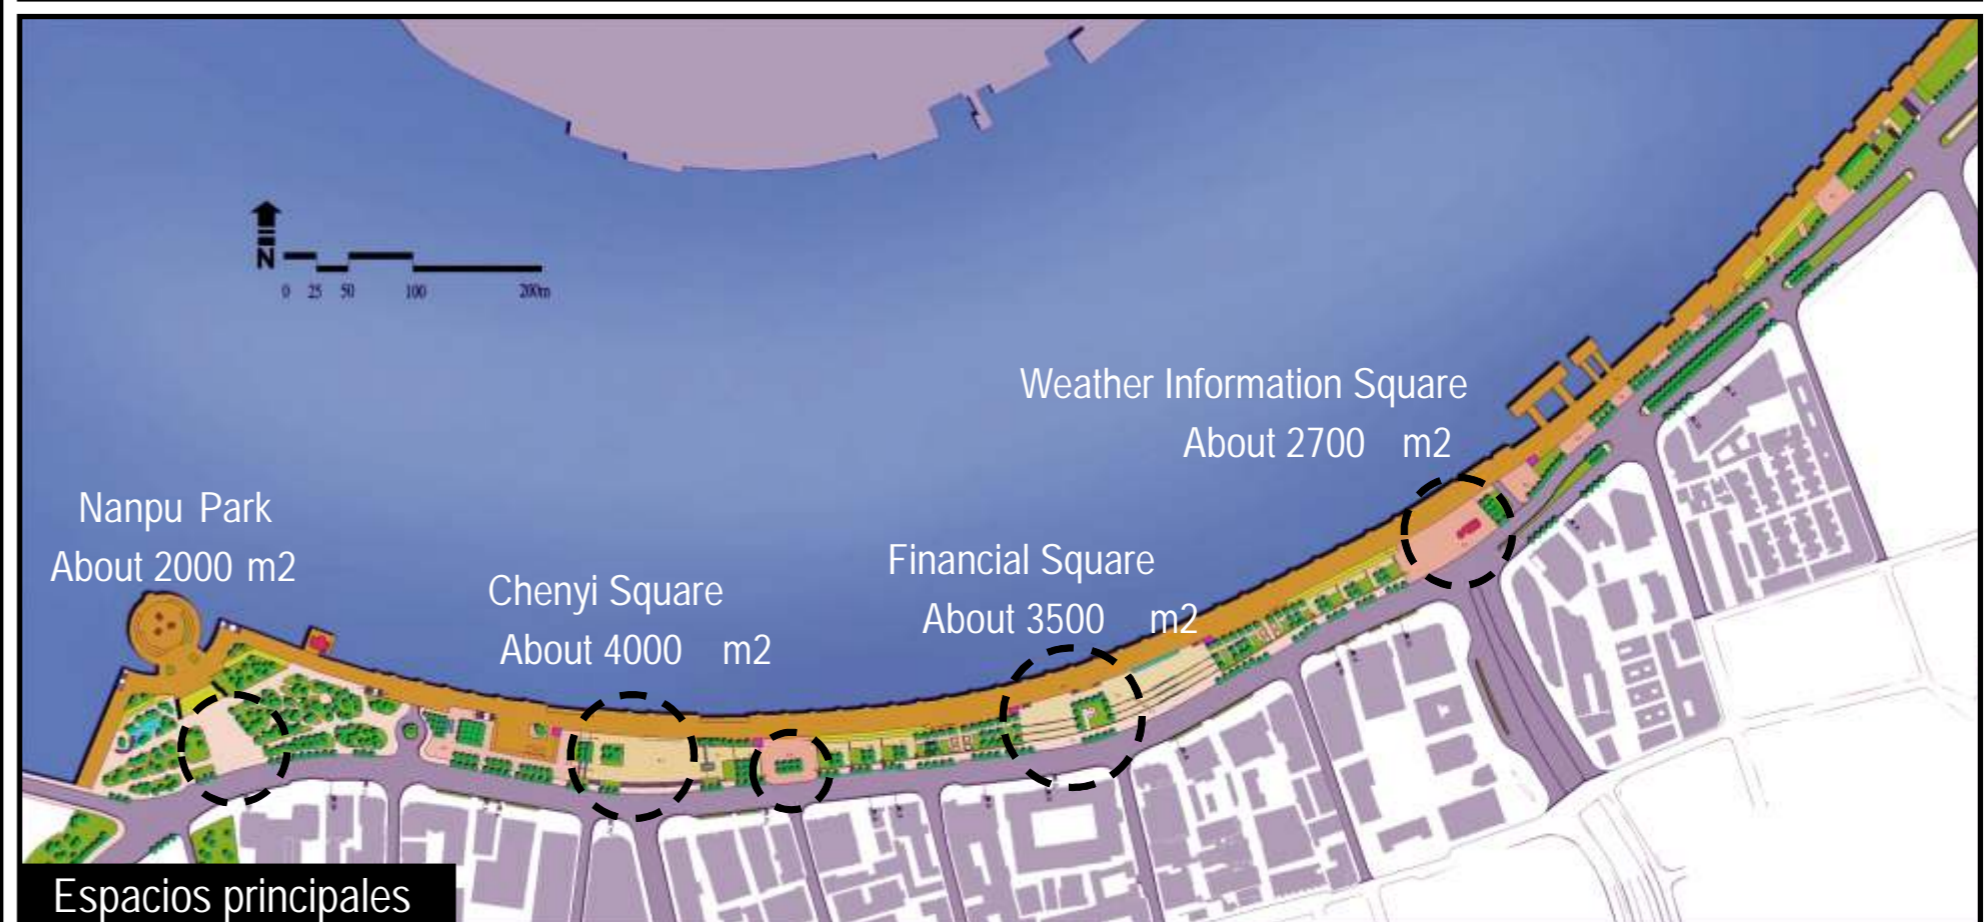 N
0 25 50 100 200m
Weather Information Square
About 2700 m2
Nanpu Park
About 2000 m2
Chenyi Square
About 4000 m2
Financial Square
About 3500 m2
Espacios principales